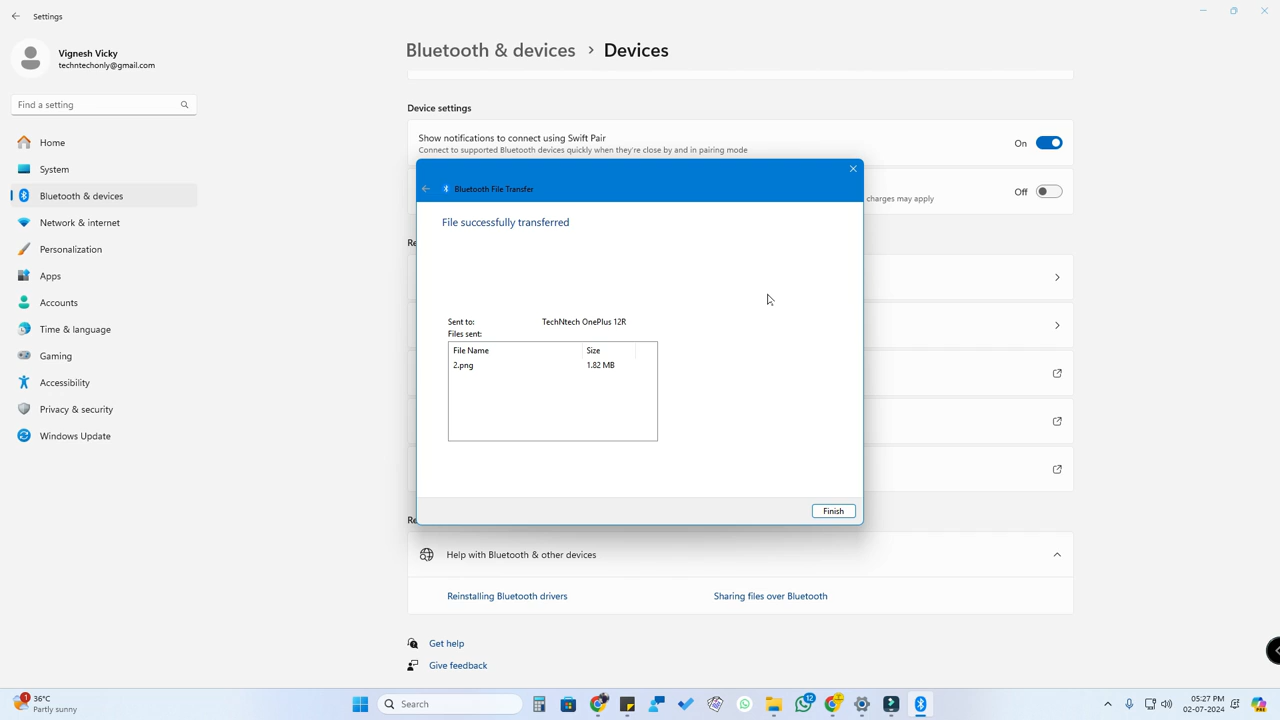 Settings
Vignesh Vicky
techntechonly@gmail.com
Find a setting
Home
System
Bluetooth & devices
Network & internet
Personalization
Apps
Accounts
Time & language
Gaming
Accessibility
Privacy & security
Windows Update
Bluetooth & devices › Devices
Device settings
Show notifications to connect using Swift Pair
Connect to supported Bluetooth devices quickly when they're close by and in pairing mode
On
Off
charges may apply
Re
Bluetooth File Transfer
File successfully transferred
Sent to: TechNtech OnePlus 12R
Files sent:
File Name Size
2.png 1.82 MB
Finish
Re
Help with Bluetooth & other devices
Reinstalling Bluetooth drivers Sharing files over Bluetooth
Get help
Give feedback
1
36°C
Partly sunny
Search
12
05:27 PM
02-07-2024